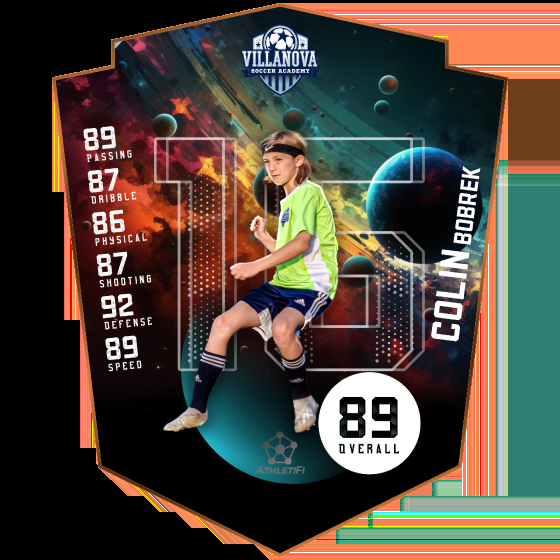 VILLANOVA
SOCCER ACADEMY
89
PASSING
87
DRIBBLE
86
PHYSICAL
87
SHOOTING
92
DEFENSE
89
SPEED
15
COLIN BOBREK
89
OVERALL
ATHLETIFI